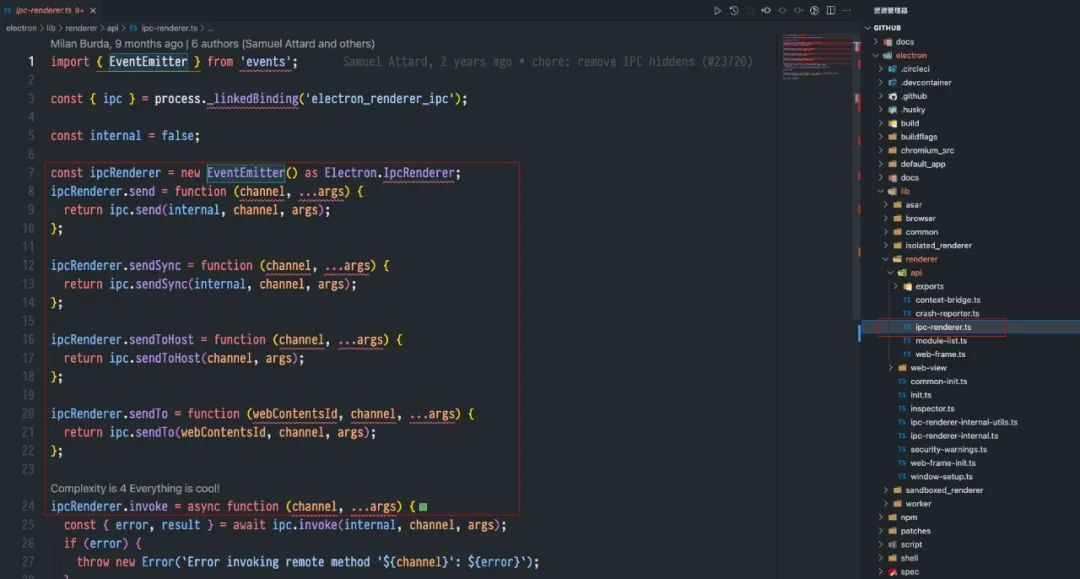 ipc-renderer.ts 9+
electron > lib > renderer > api > TS ipc-renderer.ts > ...
Milan Burda, 9 months ago | 6 authors (Samuel Attard and others)
1 import { EventEmitter } from 'events'; Samuel Attard, 2 years ago • chore: remove IPC hiddens (#23720)
2
3 const { ipc } = process._linkedBinding('electron_renderer_ipc');
4
5 const internal = false;
6
7 const ipcRenderer = new EventEmitter() as Electron.IpcRenderer;
8 ipcRenderer.send = function (channel, ...args) {
9 return ipc.send(internal, channel, args);
10 };
11
12 ipcRenderer.sendSync = function (channel, ...args) {
13 return ipc.sendSync(internal, channel, args);
14 };
15
16 ipcRenderer.sendToHost = function (channel, ...args) {
17 return ipc.sendToHost(channel, args);
18 };
19
20 ipcRenderer.sendTo = function (webContentsId, channel, ...args) {
21 return ipc.sendTo(webContentsId, channel, args);
22 };
23
Complexity is 4 Everything is cool!
24 ipcRenderer.invoke = async function (channel, ...args) {
25 const { error, result } = await ipc.invoke(internal, channel, args);
26 if (error) {
27 throw new Error(`Error invoking remote method '${channel}': ${error}`);
资源管理器
GITHUB
docs
electron
.circleci
.devcontainer
.github
.husky
build
buildflags
chromium_src
default_app
docs
lib
asar
browser
common
isolated_renderer
renderer
api
exports
TS context-bridge.ts
TS crash-reporter.ts
TS ipc-renderer.ts
TS module-list.ts
TS web-frame.ts
web-view
TS common-init.ts
TS init.ts
TS inspector.ts
TS ipc-renderer-internal-utils.ts
TS ipc-renderer-internal.ts
TS security-warnings.ts
TS web-frame-init.ts
TS window-setup.ts
sandboxed_renderer
worker
npm
patches
script
shell
spec